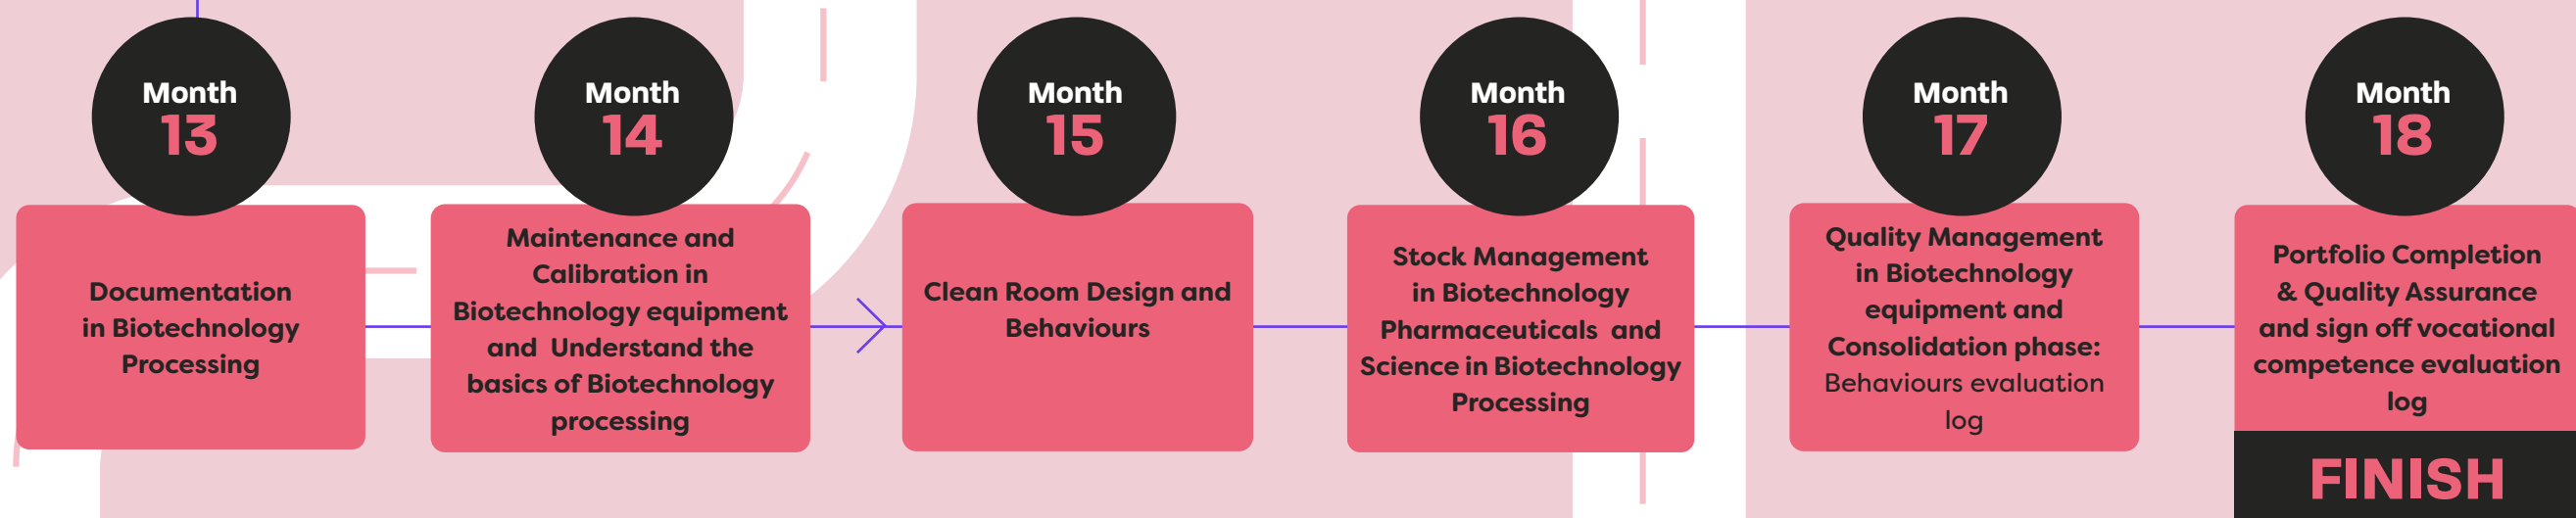 Month
13
Documentation
in Biotechnology
Processing
Month
14
Maintenance and
Calibration in
Biotechnology equipment
and  Understand the
basics of Biotechnology
processing
Month
15
Clean Room Design and
Behaviours
Month
16
Stock Management
in Biotechnology
Pharmaceuticals  and
Science in Biotechnology
Processing
Month
17
Quality Management
in Biotechnology
equipment and
Consolidation phase:
Behaviours evaluation
log
Month
18
Portfolio Completion
& Quality Assurance
and sign off vocational
competence evaluation
log
FINISH